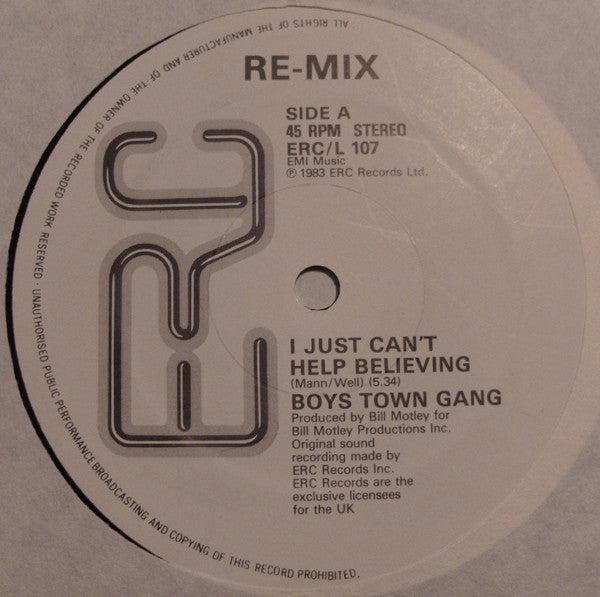 RE-MIX
SIDE A
45 RPM STEREO
ERC/L 107
EMI Music
℗ 1983 ERC Records Ltd.
ERC
I JUST CAN'T
HELP BELIEVING
(Mann/Well) (5.34)
BOYS TOWN GANG
Produced by Bill Motley for
Bill Motley Productions Inc.
Original sound
recording made by
ERC Records Inc.
ERC Records are the
exclusive licensees
for the UK
ALL RIGHTS OF THE MANUFACTURER AND OF THE OWNER OF THE RECORDED WORK RESERVED · UNAUTHORISED PUBLIC PERFORMANCE BROADCASTING AND COPYING OF THIS RECORD PROHIBITED.